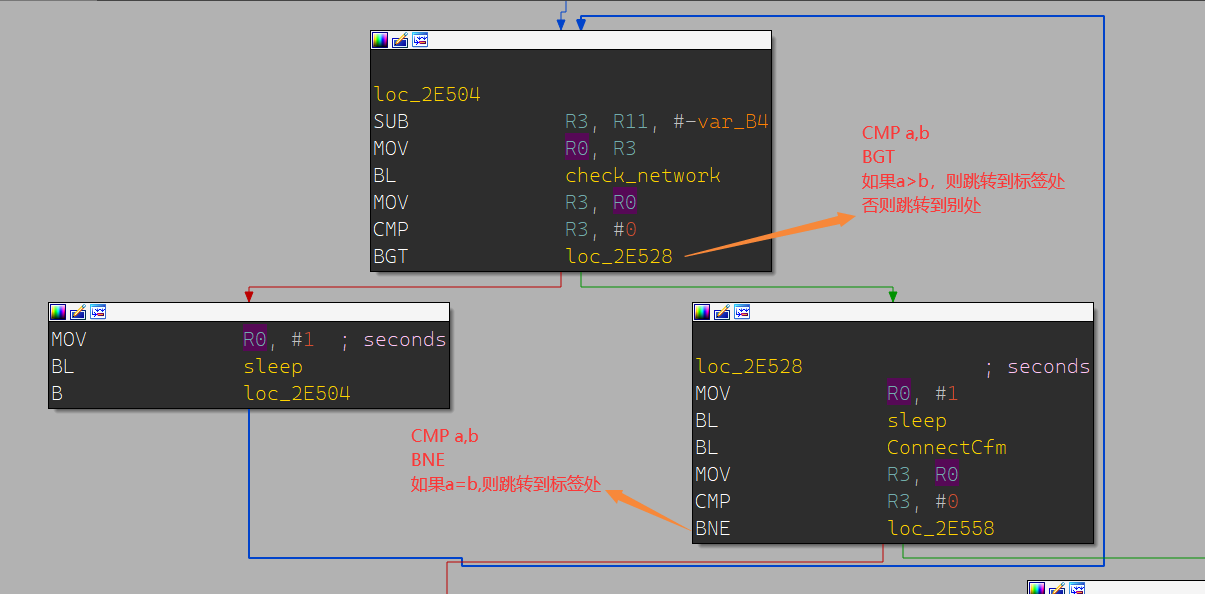 loc_2E504
SUB R3, R11, #-var_B4
MOV R0, R3
BL check_network
MOV R3, R0
CMP R3, #0
BGT loc_2E528
CMP a,b
BGT
如果a>b，则跳转到标签处
否则跳转到别处
MOV R0, #1 ; seconds
BL sleep
B loc_2E504
CMP a,b
BNE
如果a=b,则跳转到标签处
loc_2E528 ; seconds
MOV R0, #1
BL sleep
BL ConnectCfm
MOV R3, R0
CMP R3, #0
BNE loc_2E558